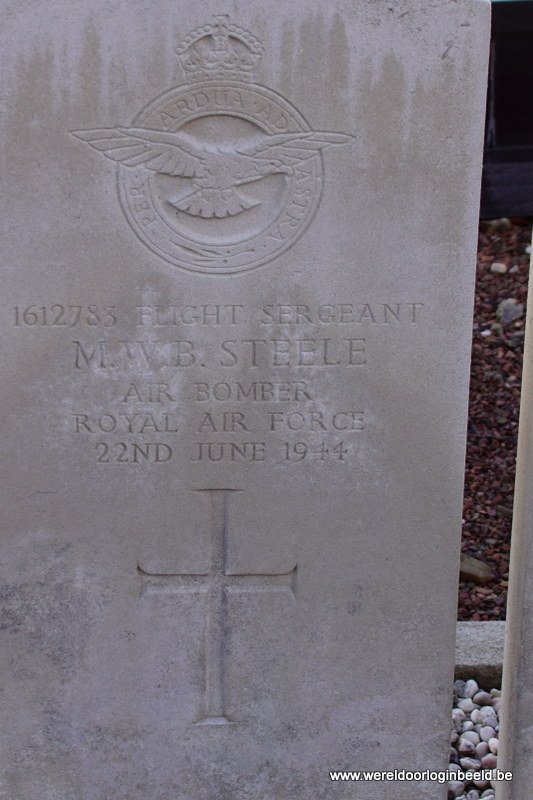 PER ARDUA AD ASTRA
1612783 FLIGHT SERGEANT
M.W.B. STEELE
AIR BOMBER
ROYAL AIR FORCE
22ND JUNE 1944
www.wereldoorloginbeeld.be